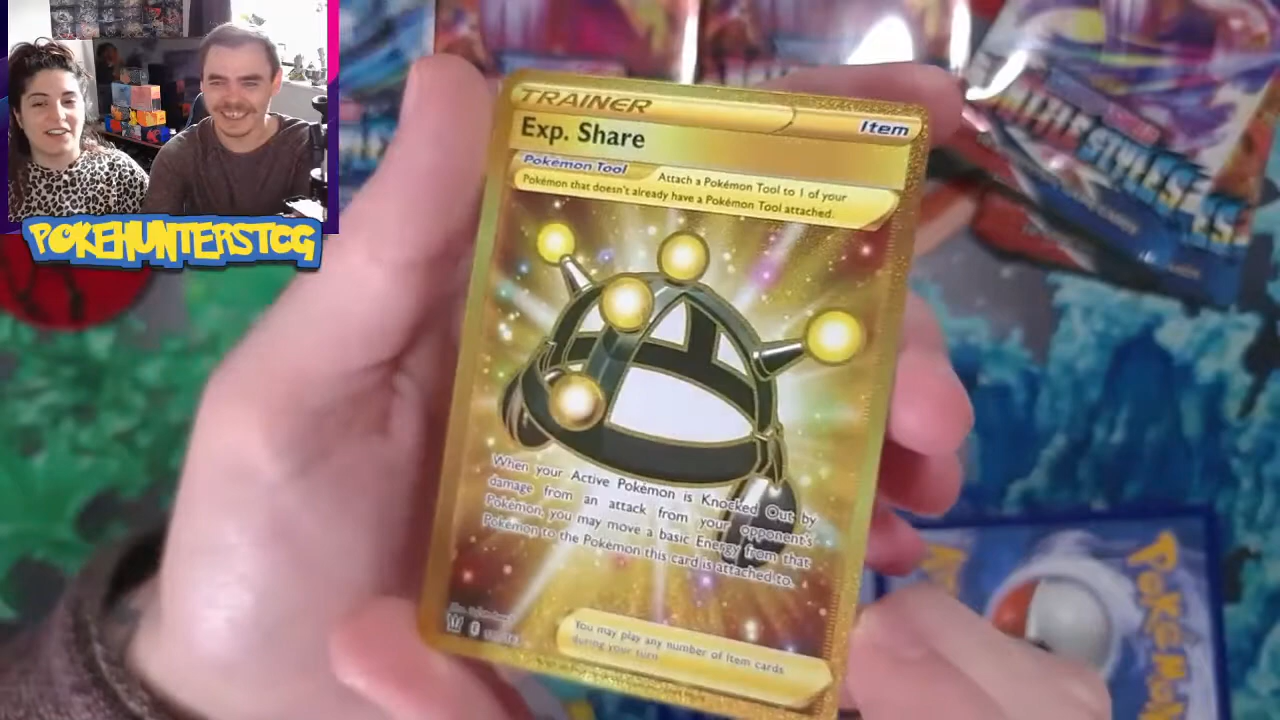 POKEHUNTERSTCG
TRAINER
Item
Exp. Share
Pokémon Tool
Attach a Pokémon Tool to 1 of your
Pokémon that doesn't already have a Pokémon Tool attached.
When your Active Pokémon is Knocked Out by
damage from an attack from your opponent's
Pokémon, you may move a basic Energy from that
Pokémon to the Pokémon this card is attached to.
You may play any number of Item cards
during your turn.
STYLES